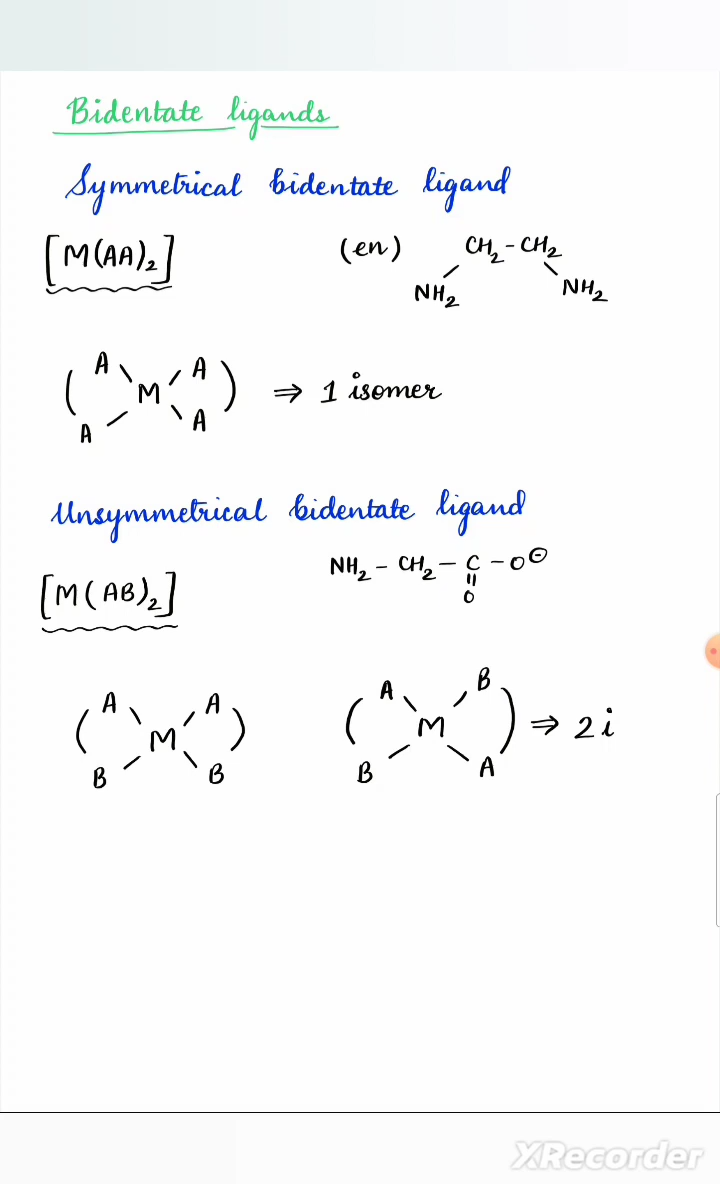 Bidentate ligands
Symmetrical bidentate ligand
[M(AA)₂]
(en) CH₂-CH₂
NH₂ NH₂
A A
M ⇒ 1 isomer
A A
Unsymmetrical bidentate ligand
NH₂ - CH₂ - C - O⊖
O
[M(AB)₂]
A A
M
B B
A B
M ⇒ 2 i
B A
XRecorder